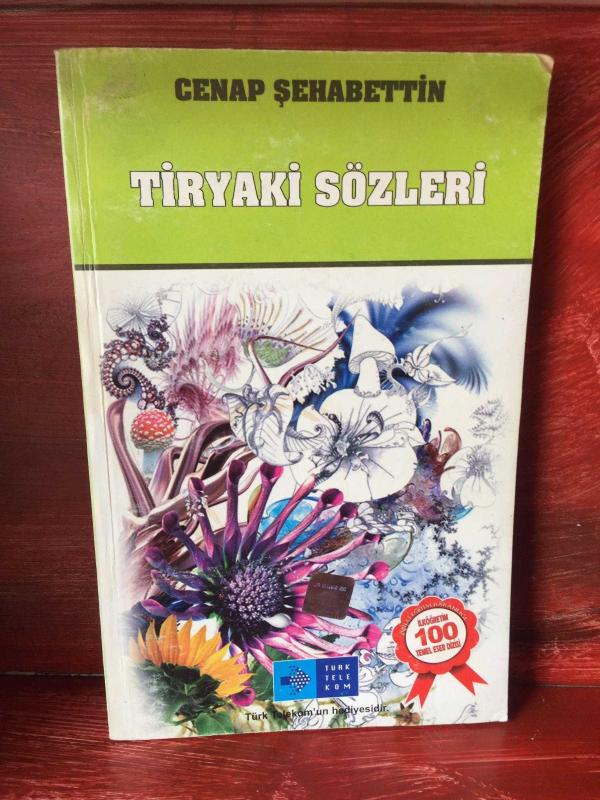 CENAP ŞEHABETTİN
TİRYAKİ SÖZLERİ
İLKÖĞRETİM
100
TEMEL ESER DİZİSİ
TÜRK
TELE
KOM
Türk Telekom'un hediyesidir.